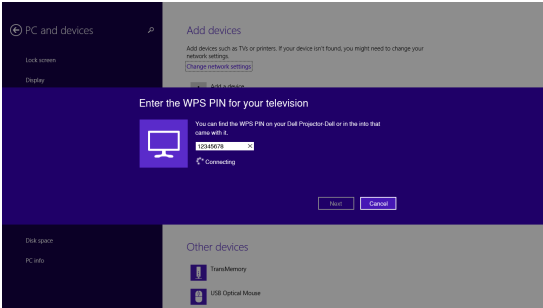 PC and devices
Lock screen
Display
Add devices
Add devices such as TVs or printers. If your device isn't found, you might need to change your
network settings.
Change network settings
Add a device
Enter the WPS PIN for your television
You can find the WPS PIN on your Dell Projector-Dell or in the into that
came with it.
12345678
Connecting
Next
Cancel
Disk space
PC info
Other devices
TransMemory
USB Optical Mouse